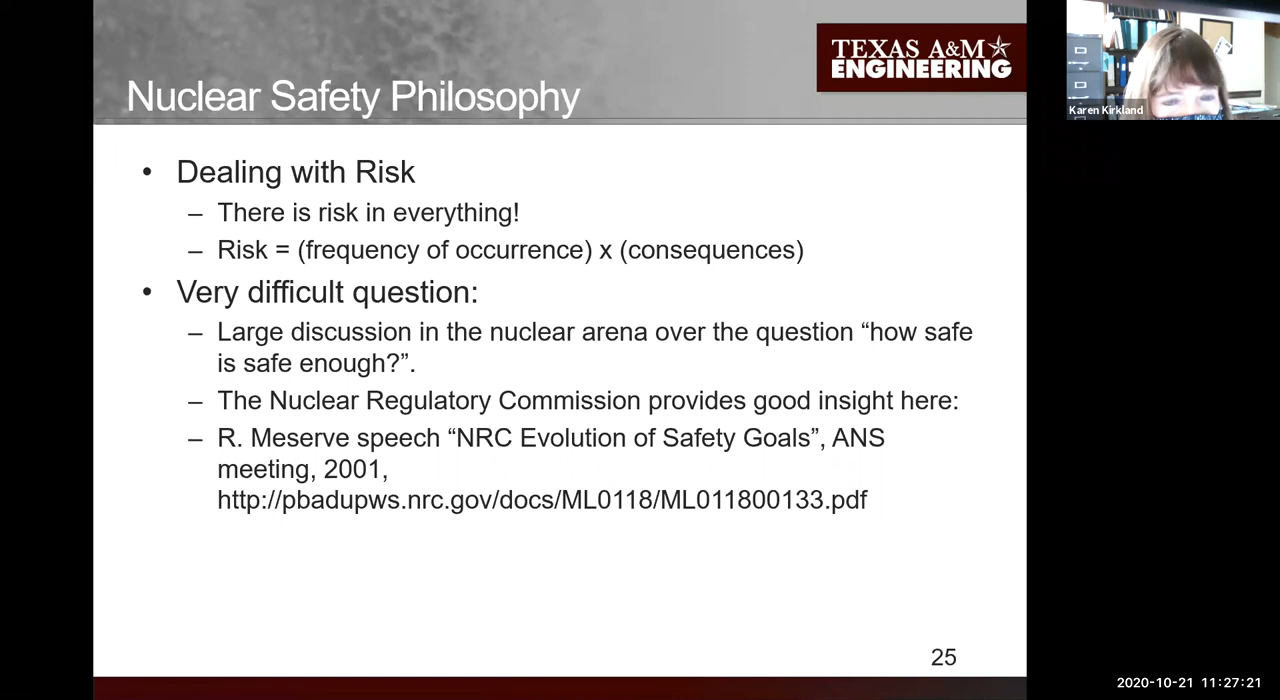 TEXAS A&M
ENGINEERING
Nuclear Safety Philosophy
Karen Kirkland
• Dealing with Risk
– There is risk in everything!
– Risk = (frequency of occurrence) x (consequences)
• Very difficult question:
– Large discussion in the nuclear arena over the question “how safe
is safe enough?”.
– The Nuclear Regulatory Commission provides good insight here:
– R. Meserve speech “NRC Evolution of Safety Goals”, ANS
meeting, 2001,
http://pbadupws.nrc.gov/docs/ML0118/ML011800133.pdf
25
2020-10-21 11:27:21